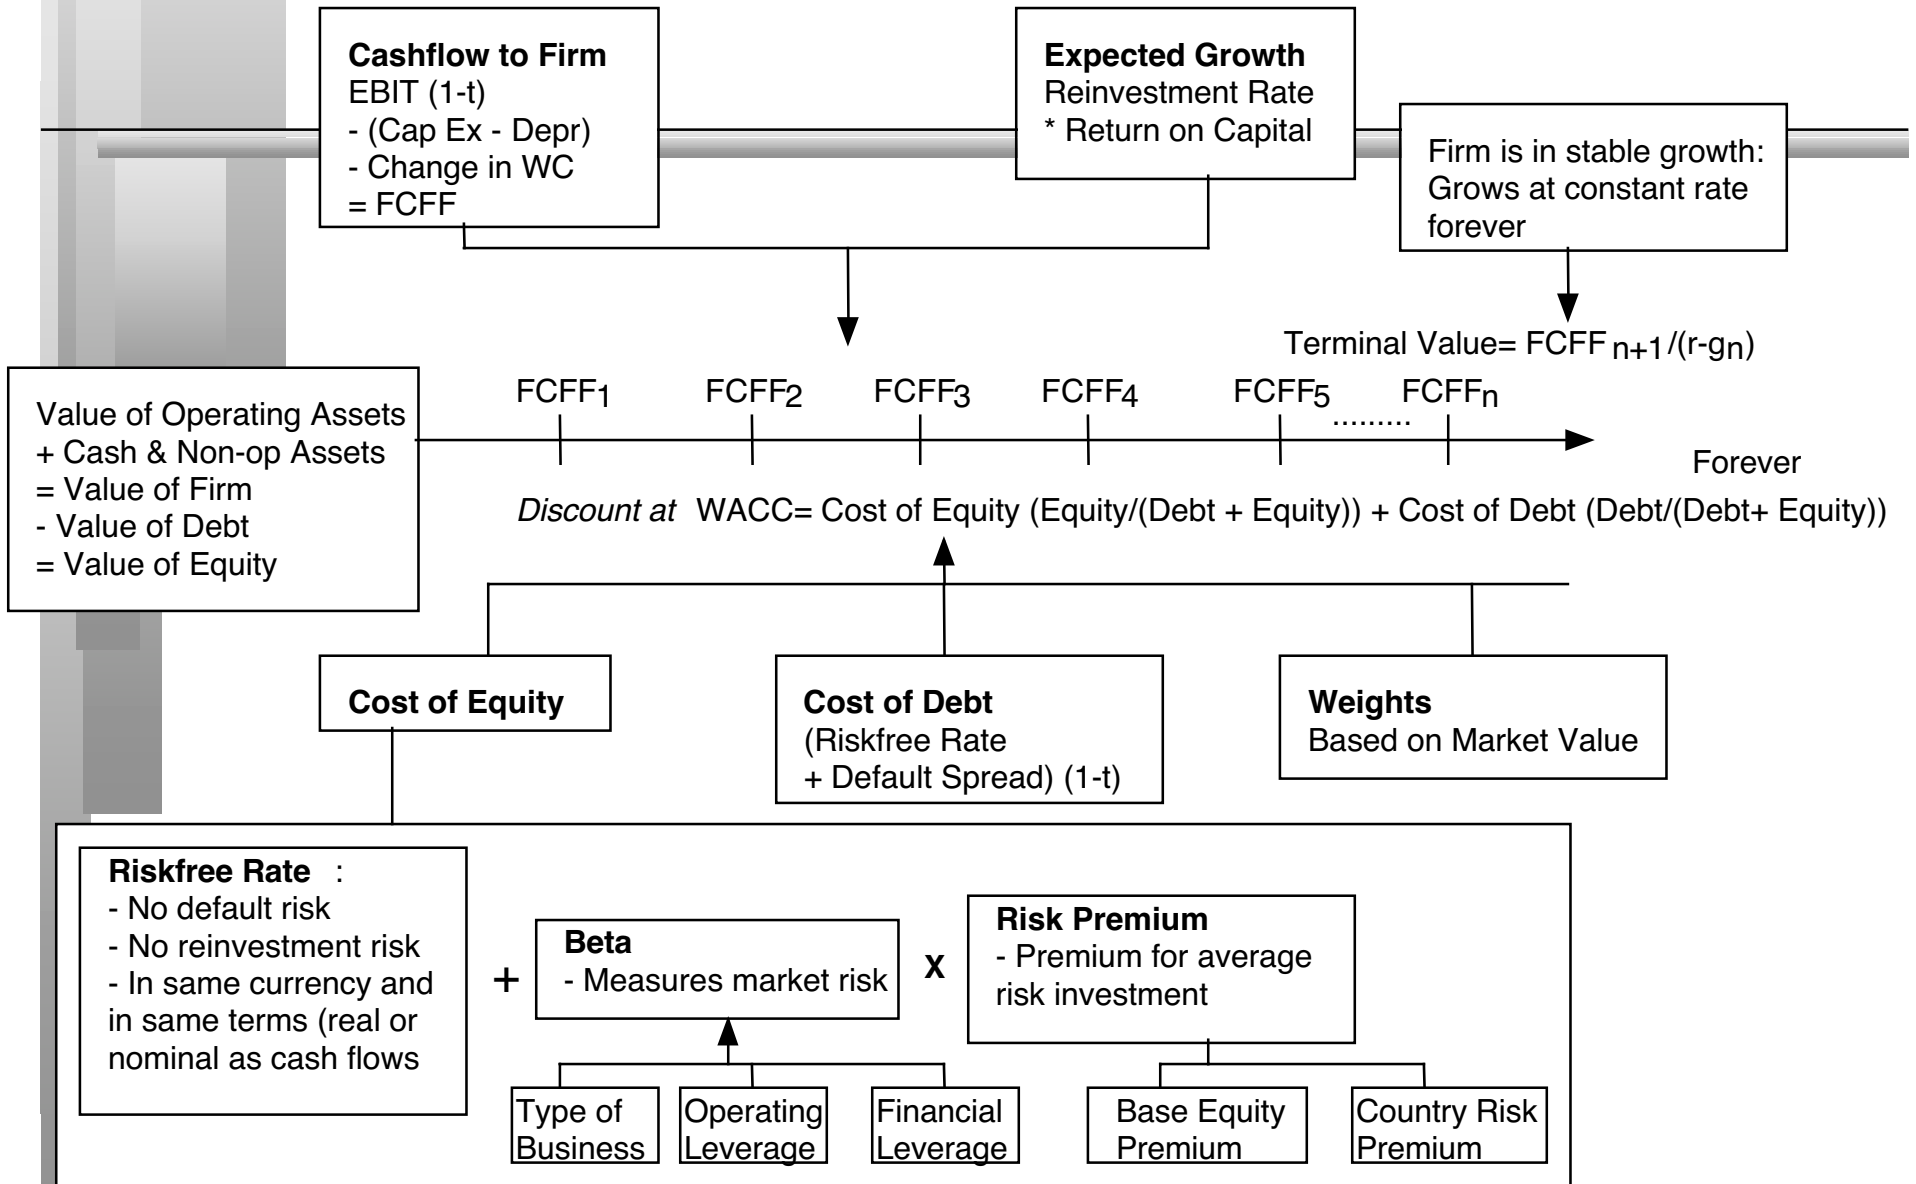 Cashflow to Firm
EBIT (1-t)
- (Cap Ex - Depr)
- Change in WC
= FCFF
Expected Growth
Reinvestment Rate
* Return on Capital
Firm is in stable growth:
Grows at constant rate
forever
Terminal Value= FCFF n+1/(r-gn)
FCFF1 FCFF2 FCFF3 FCFF4 FCFF5 ......... FCFFn
Forever
Value of Operating Assets
+ Cash & Non-op Assets
= Value of Firm
- Value of Debt
= Value of Equity
Discount at WACC= Cost of Equity (Equity/(Debt + Equity)) + Cost of Debt (Debt/(Debt+ Equity))
Cost of Equity
Cost of Debt
(Riskfree Rate
+ Default Spread) (1-t)
Weights
Based on Market Value
Riskfree Rate :
- No default risk
- No reinvestment risk
- In same currency and
in same terms (real or
nominal as cash flows
+
Beta
- Measures market risk
X
Risk Premium
- Premium for average
risk investment
Type of
Business
Operating
Leverage
Financial
Leverage
Base Equity
Premium
Country Risk
Premium